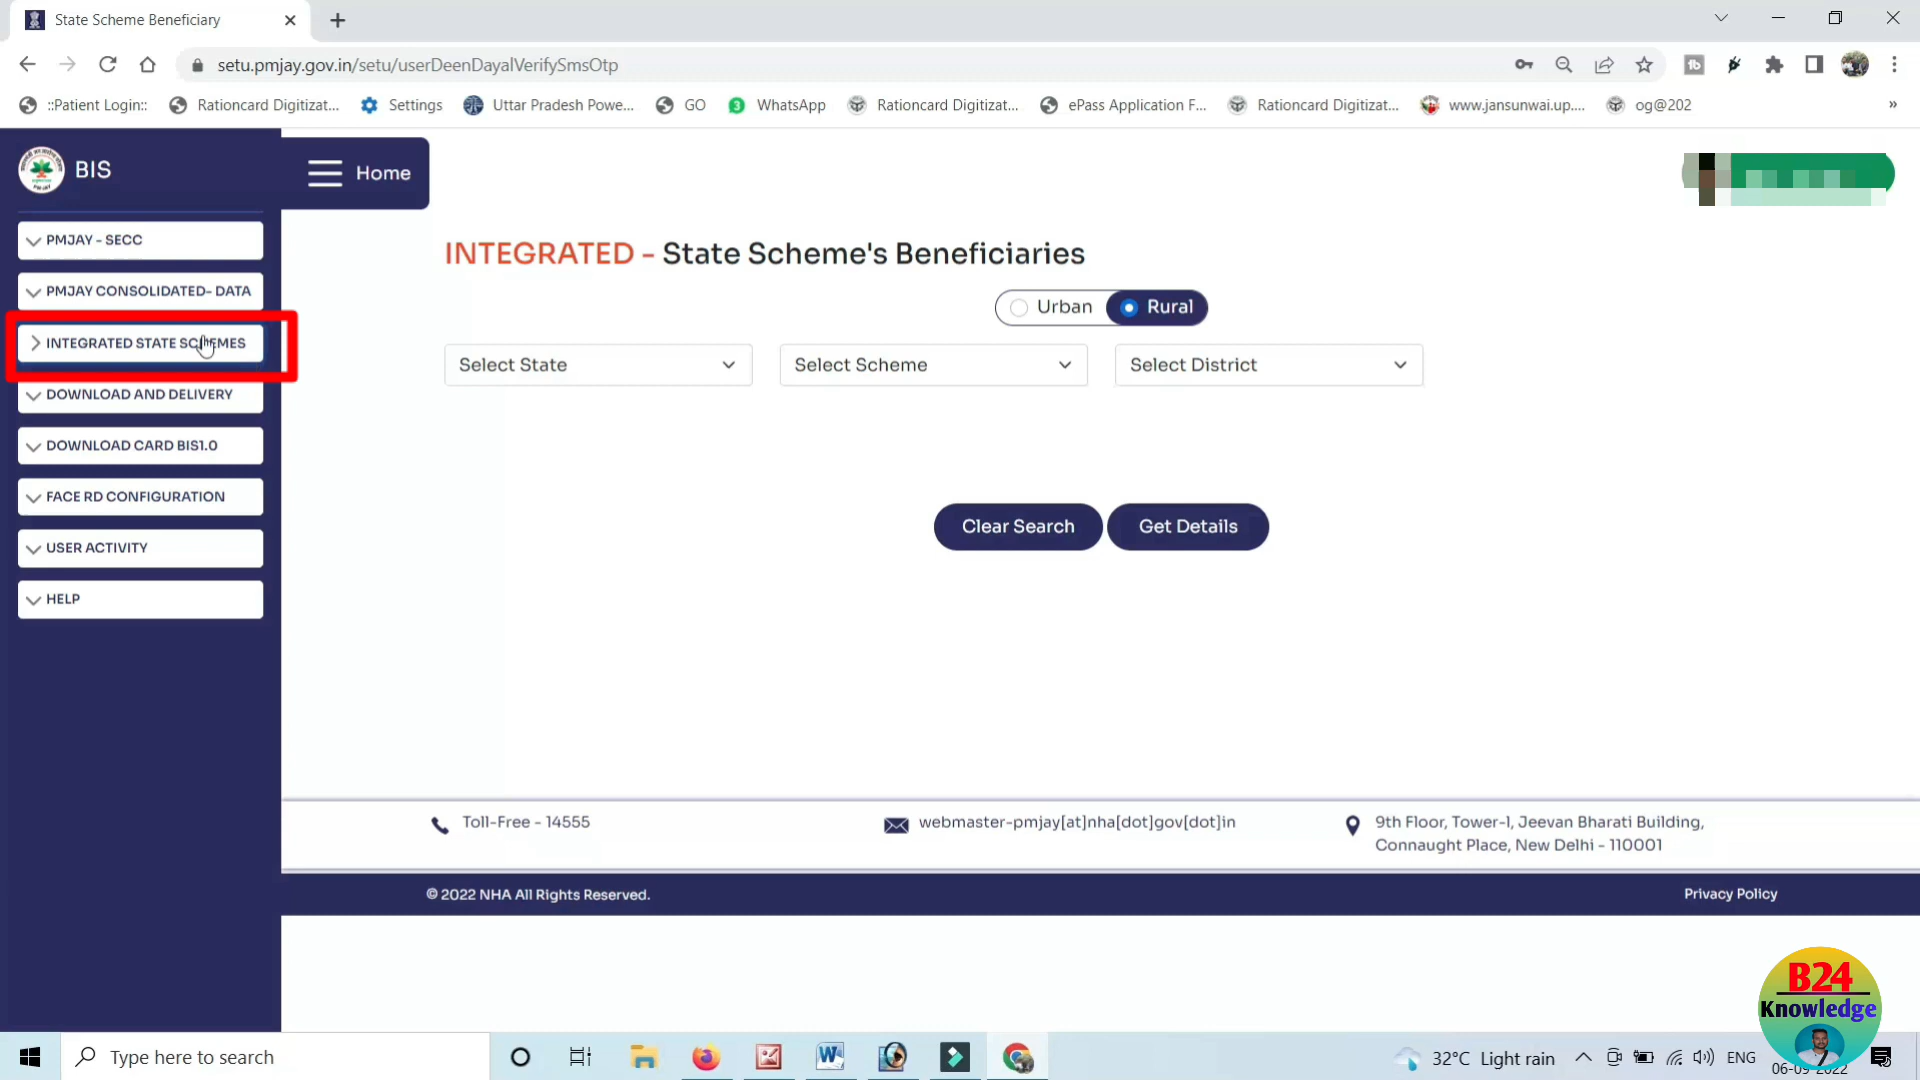 State Scheme Beneficiary
setu.pmjay.gov.in/setu/userDeenDayalVerifySmsOtp
::Patient Login:: Rationcard Digitizat... Settings Uttar Pradesh Powe... GO WhatsApp Rationcard Digitizat... ePass Application F... Rationcard Digitizat... www.jansunwai.up.... og@202 »
BIS
Home
PMJAY - SECC
PMJAY CONSOLIDATED- DATA
INTEGRATED STATE SCHEMES
DOWNLOAD AND DELIVERY
DOWNLOAD CARD BIS1.0
FACE RD CONFIGURATION
USER ACTIVITY
HELP
INTEGRATED - State Scheme's Beneficiaries
Urban Rural
Select State Select Scheme Select District
Clear Search Get Details
Toll-Free - 14555
webmaster-pmjay[at]nha[dot]gov[dot]in
9th Floor, Tower-I, Jeevan Bharati Building,
Connaught Place, New Delhi - 110001
© 2022 NHA All Rights Reserved.
Privacy Policy
B24
Knowledge
Type here to search
32°C Light rain
ENG
06-09-2022